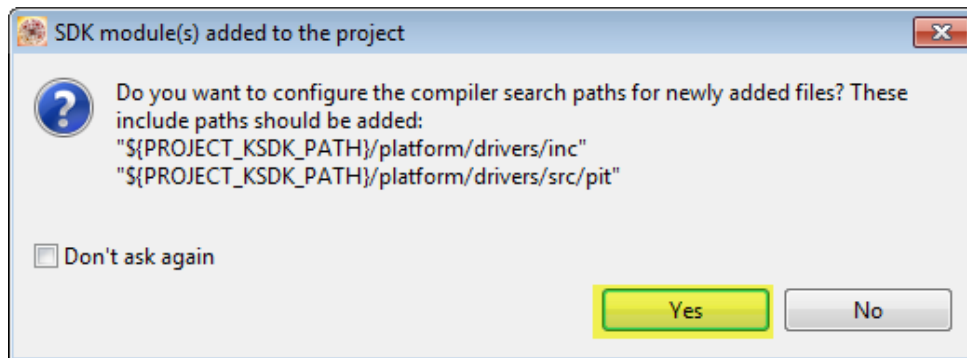 SDK module(s) added to the project
Do you want to configure the compiler search paths for newly added files? These
include paths should be added:
"${PROJECT_KSDK_PATH}/platform/drivers/inc"
"${PROJECT_KSDK_PATH}/platform/drivers/src/pit"
Don't ask again
Yes No